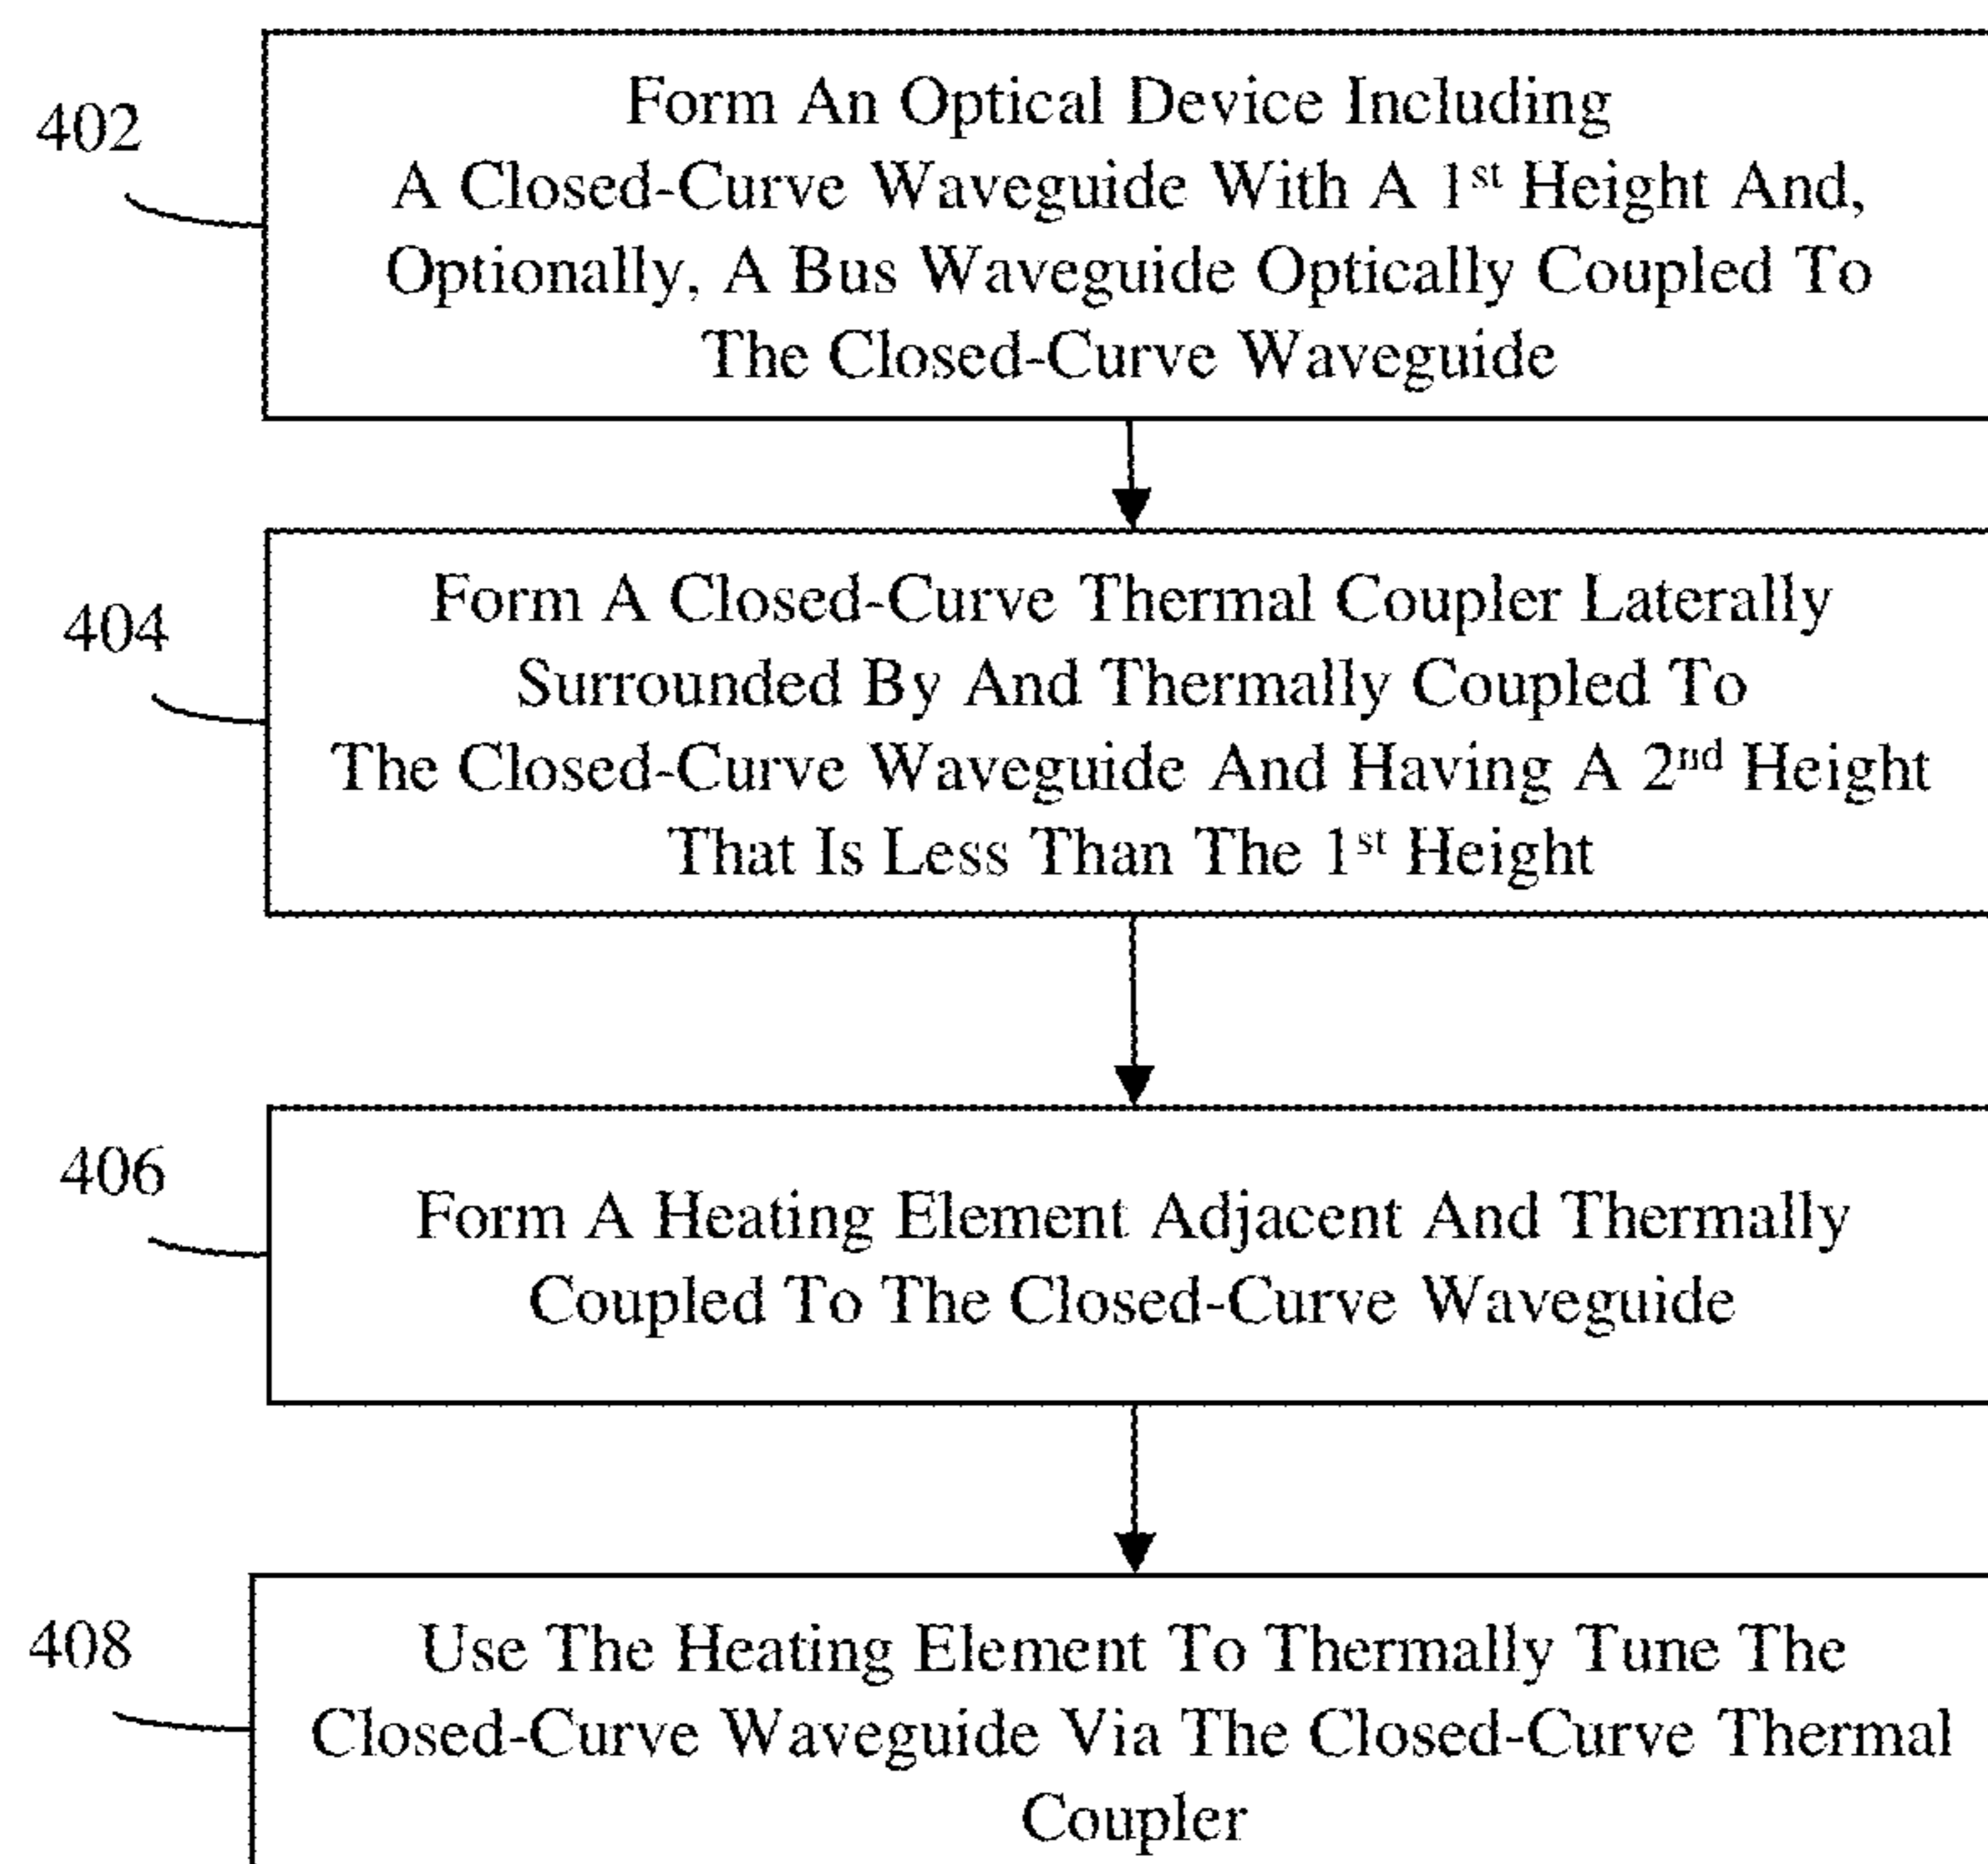 402
Form An Optical Device Including
A Closed-Curve Waveguide With A 1st Height And,
Optionally, A Bus Waveguide Optically Coupled To
The Closed-Curve Waveguide
404
Form A Closed-Curve Thermal Coupler Laterally
Surrounded By And Thermally Coupled To
The Closed-Curve Waveguide And Having A 2nd Height
That Is Less Than The 1st Height
406
Form A Heating Element Adjacent And Thermally
Coupled To The Closed-Curve Waveguide
408
Use The Heating Element To Thermally Tune The
Closed-Curve Waveguide Via The Closed-Curve Thermal
Coupler